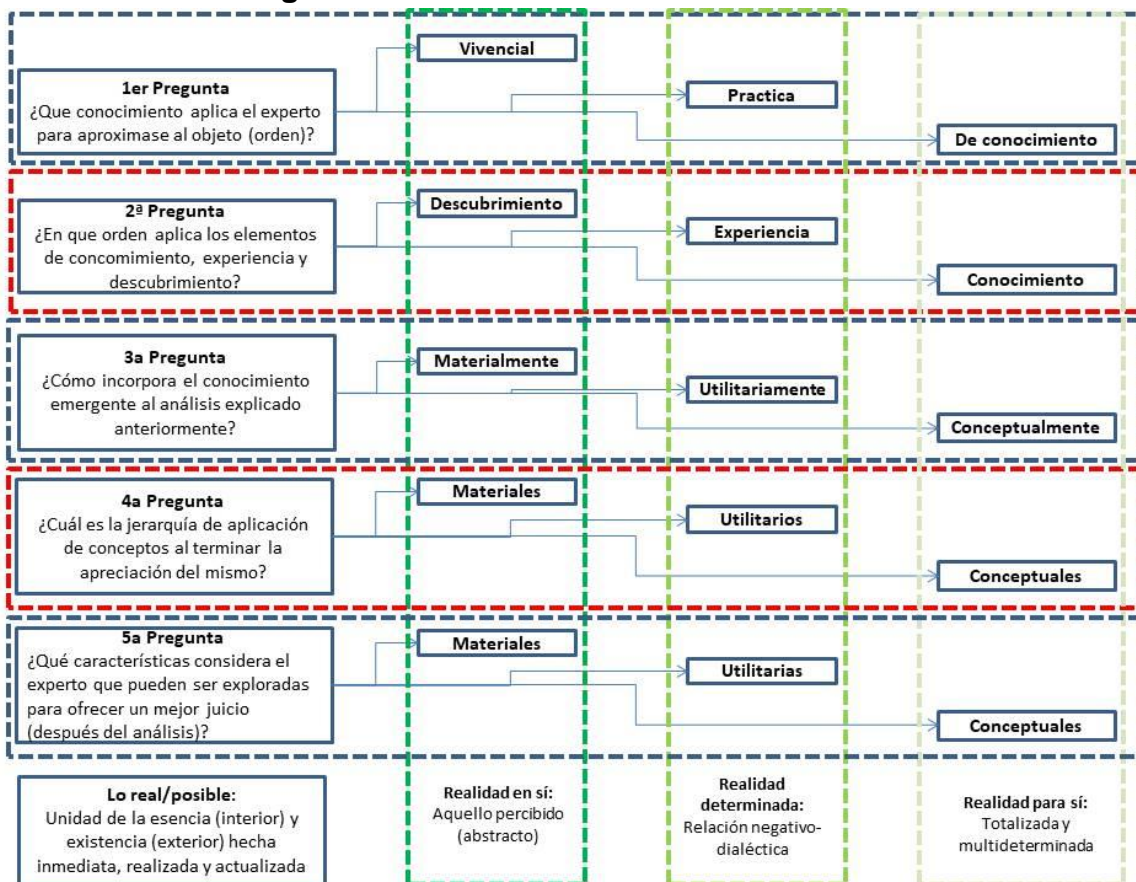 Vivencial
1er Pregunta
¿Que conocimiento aplica el experto
para aproximase al objeto (orden)?
Practica
De conocimiento
Descubrimiento
2ª Pregunta
¿En que orden aplica los elementos
de concomimiento, experiencia y
descubrimiento?
Experiencia
Conocimiento
3a Pregunta
¿Cómo incorpora el conocimiento
emergente al análisis explicado
anteriormente?
Materialmente
Utilitariamente
Conceptualmente
Materiales
4a Pregunta
¿Cuál es la jerarquía de aplicación
de conceptos al terminar la
apreciación del mismo?
Utilitarios
Conceptuales
5a Pregunta
¿Qué características considera el
experto que pueden ser exploradas
para ofrecer un mejor juicio
(después del análisis)?
Materiales
Utilitarias
Conceptuales
Lo real/posible:
Unidad de la esencia (interior) y
existencia (exterior) hecha
inmediata, realizada y actualizada
Realidad en sí:
Aquello percibido
(abstracto)
Realidad
determinada:
Relación negativo-
dialéctica
Realidad para sí:
Totalizada y
multideterminada